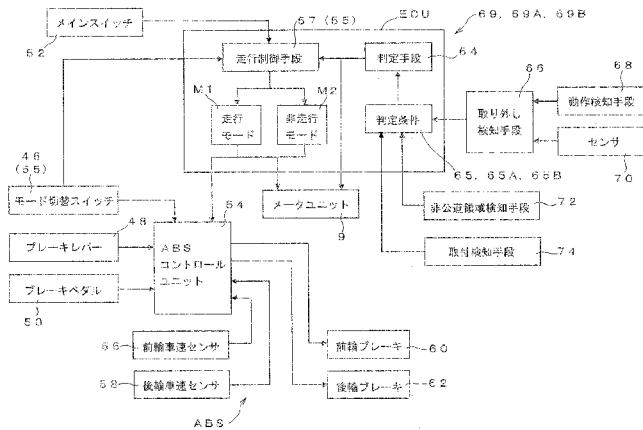 ECU
69, 69A, 69B
メインスイッチ
52
57 (55)
走行制御手段
判定手段
64
M1
走行
モード
M2
非走行
モード
判定条件
65, 65A, 65B
66
取り外し
検知手段
68
動作検知手段
センサ
70
46
(55)
モード切替スイッチ
メータユニット
9
非公道領域検知手段
72
取付検知手段
74
54
ABS
コントロール
ユニット
ブレーキレバー
48
ブレーキペダル
50
56
前輪車速センサ
58
後輪車速センサ
前輪ブレーキ
60
後輪ブレーキ
62
ABS